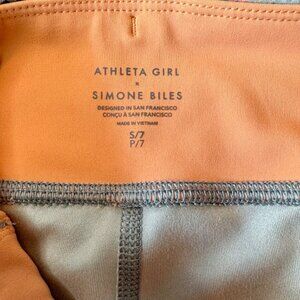 ATHLETA GIRL
×
SIMONE BILES
DESIGNED IN SAN FRANCISCO
CONÇU À SAN FRANCISCO
MADE IN VIETNAM
S/7
P/7